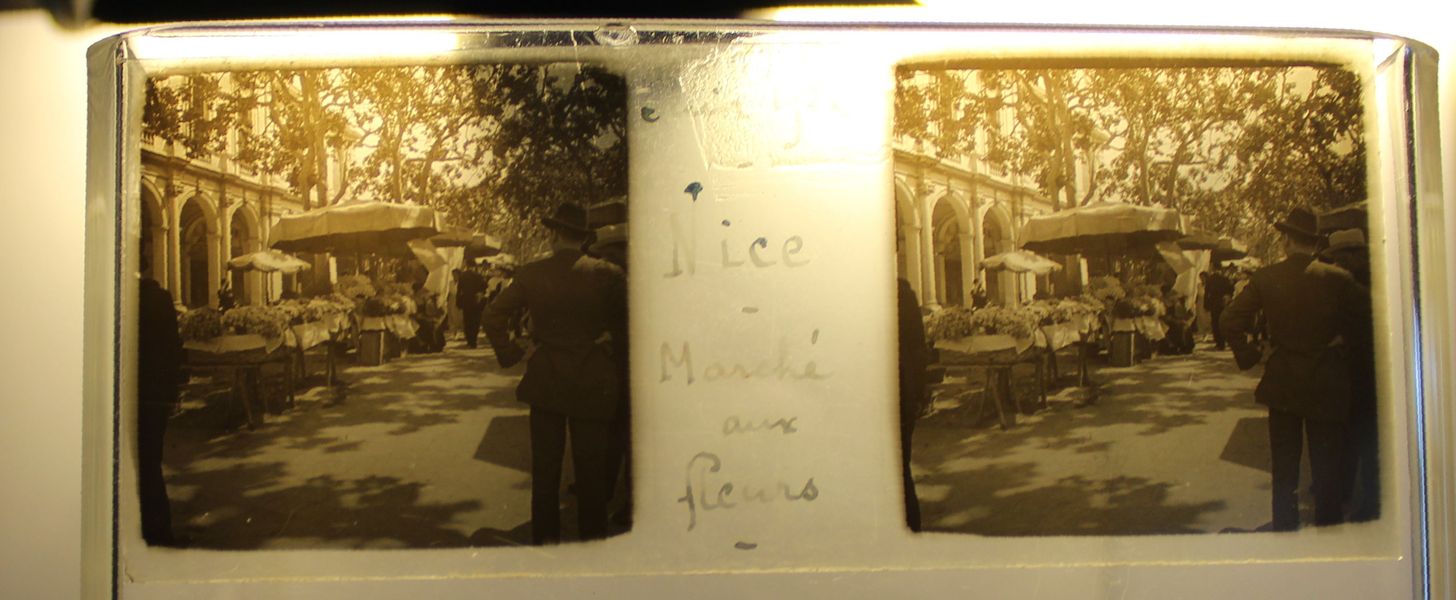 Nice
-
Marché
aux
fleurs
-